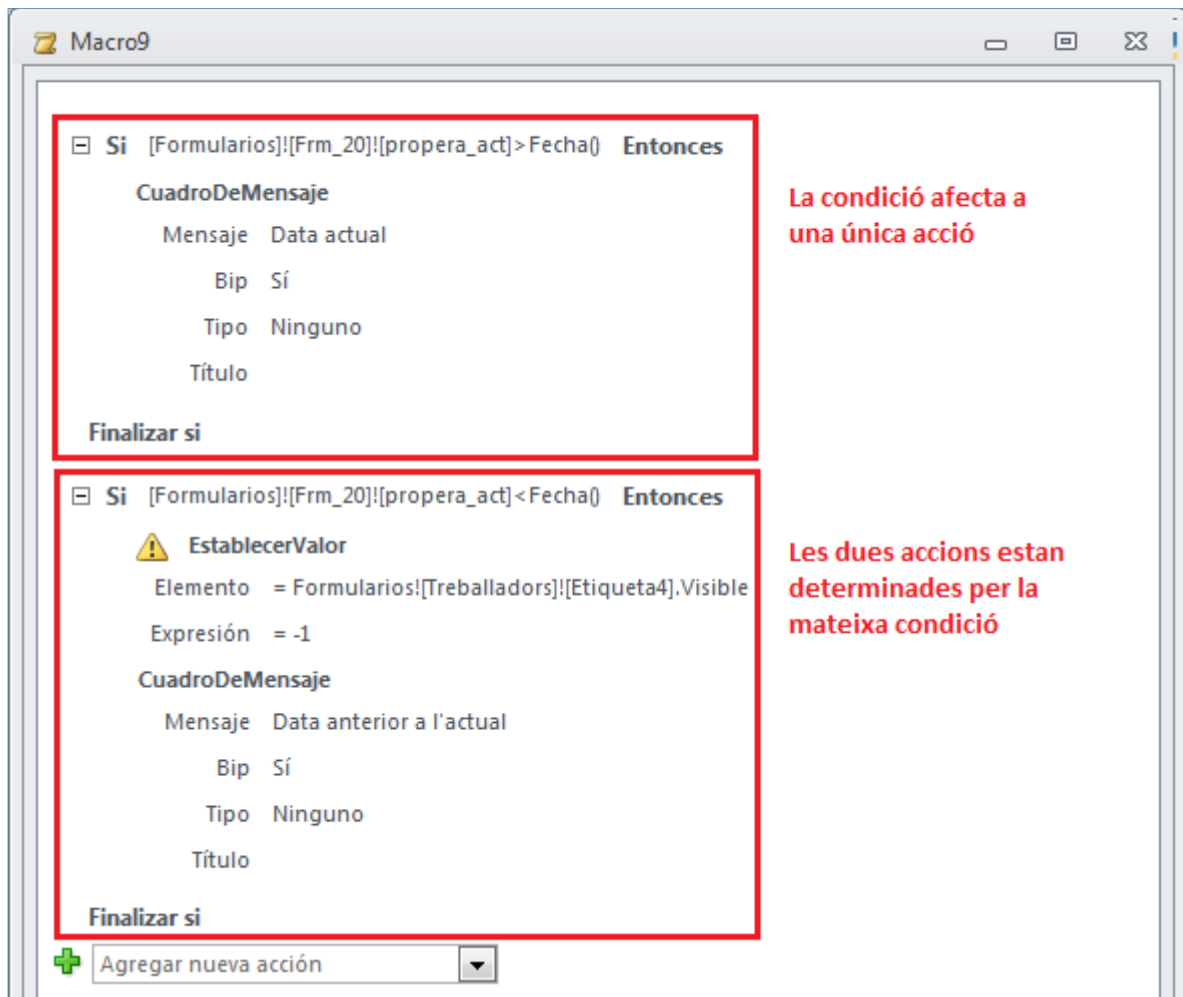 Macro9
Si [Formularios]![Frm_20]![propera_act]>Fecha() Entonces
CuadroDeMensaje
Mensaje Data actual
Bip Sí
Tipo Ninguno
Título
Finalizar si
La condició afecta a
una única acció
Si [Formularios]![Frm_20]![propera_act]<Fecha() Entonces
EstablecerValor
Elemento = Formularios![Treballadors]![Etiqueta4].Visible
Expresión = -1
CuadroDeMensaje
Mensaje Data anterior a l'actual
Bip Sí
Tipo Ninguno
Título
Finalizar si
Les dues accions estan
determinades per la
mateixa condició
Agregar nueva acción